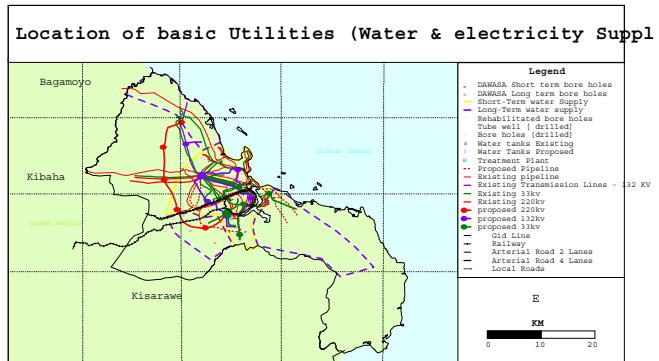 Location of basic Utilities (Water & electricity Suppl
Bagamoyo
Kibaha
Coast Region
Kisarawe
Indian Ocean
Legend
DAWASA Short term bore holes
DAWASA Long term bore holes
Short-Term water Supply
Long-Term water Supply
Rehabilitated bore holes
Tube well [ drilled]
Bore holes [drilled]
Water tanks Existing
Water Tanks Proposed
Treatment Plant
Proposed Pipeline
Existing pipeline
Existing Transmission Lines - 132 KV
Existing 33kv
Existing 220kv
proposed 220kv
proposed 132kv
proposed 33kv
Gid Line
Railway
Arterial Road 2 Lanes
Arterial Road 4 Lanes
Local Roads
E
KM
0 10 20